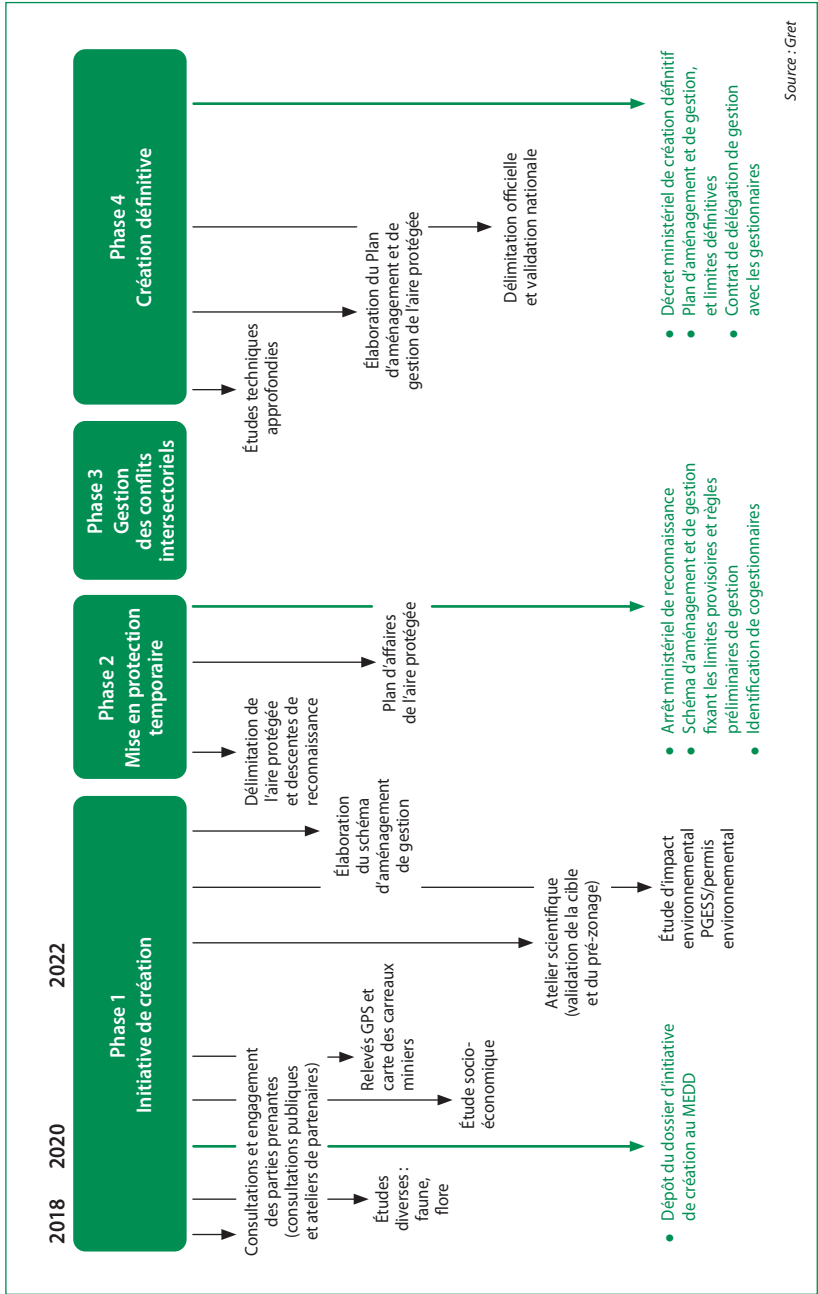 2018
2020
2022
Phase 1
Initiative de création
Consultations et engagement
des parties prenantes
(consultations publiques
et ateliers de partenaires)
Études
diverses :
faune,
flore
• Dépôt du dossier d'initiative
de création au MEDD
Étude socio-
économique
Relevés GPS et
carte des carreaux
miniers
Atelier scientifique
(validation de la cible
et du pré-zonage)
Étude d'impact
environnemental
PGESS/permis
environnemental
Élaboration
du schéma
d'aménagement
de gestion
Phase 2
Mise en protection
temporaire
Délimitation de
l'aire protégée
et descentes de
reconnaissance
Plan d'affaires
de l'aire protégée
• Arrêt ministériel de reconnaissance
• Schéma d'aménagement et de gestion
fixant les limites provisoires et règles
préliminaires de gestion
• Identification de cogestionnaires
Phase 3
Gestion
des conflits
intersectoriels
Phase 4
Création définitive
Études techniques
approfondies
Élaboration du Plan
d'aménagement et de
gestion de l'aire protégée
Délimitation officielle
et validation nationale
• Décret ministériel de création définitif
• Plan d'aménagement et de gestion,
et limites définitives
• Contrat de délégation de gestion
avec les gestionnaires
Source : Gret